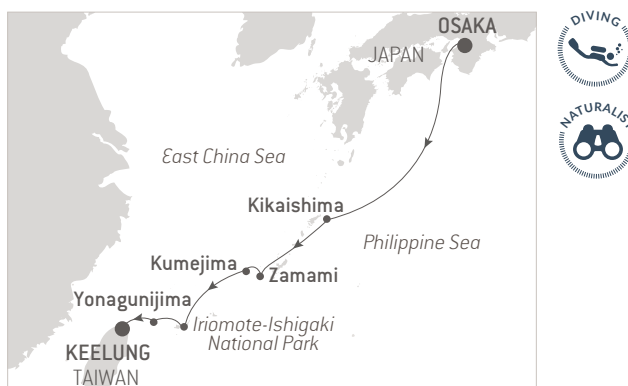 OSAKA
JAPAN
East China Sea
Kikaishima
Philippine Sea
Kumejima
Zamami
Yonagunijima
Iriomote-Ishigaki
National Park
KEELUNG
TAIWAN
DIVING
NATURALIST